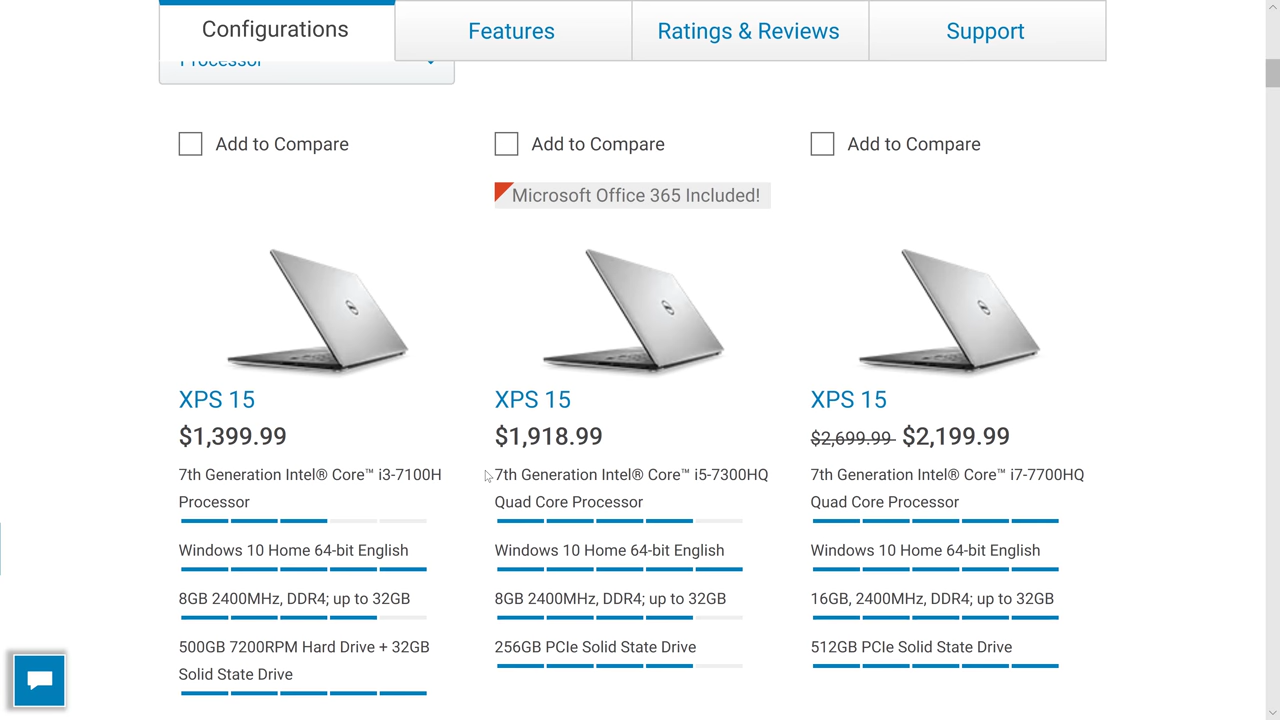 Configurations
Features
Ratings & Reviews
Support
Processor
Add to Compare
Add to Compare
Add to Compare
Microsoft Office 365 Included!
XPS 15
$1,399.99
7th Generation Intel® Core™ i3-7100H
Processor
Windows 10 Home 64-bit English
8GB 2400MHz, DDR4; up to 32GB
500GB 7200RPM Hard Drive + 32GB
Solid State Drive
XPS 15
$1,918.99
7th Generation Intel® Core™ i5-7300HQ
Quad Core Processor
Windows 10 Home 64-bit English
8GB 2400MHz, DDR4; up to 32GB
256GB PCIe Solid State Drive
XPS 15
$2,699.99 $2,199.99
7th Generation Intel® Core™ i7-7700HQ
Quad Core Processor
Windows 10 Home 64-bit English
16GB, 2400MHz, DDR4; up to 32GB
512GB PCIe Solid State Drive